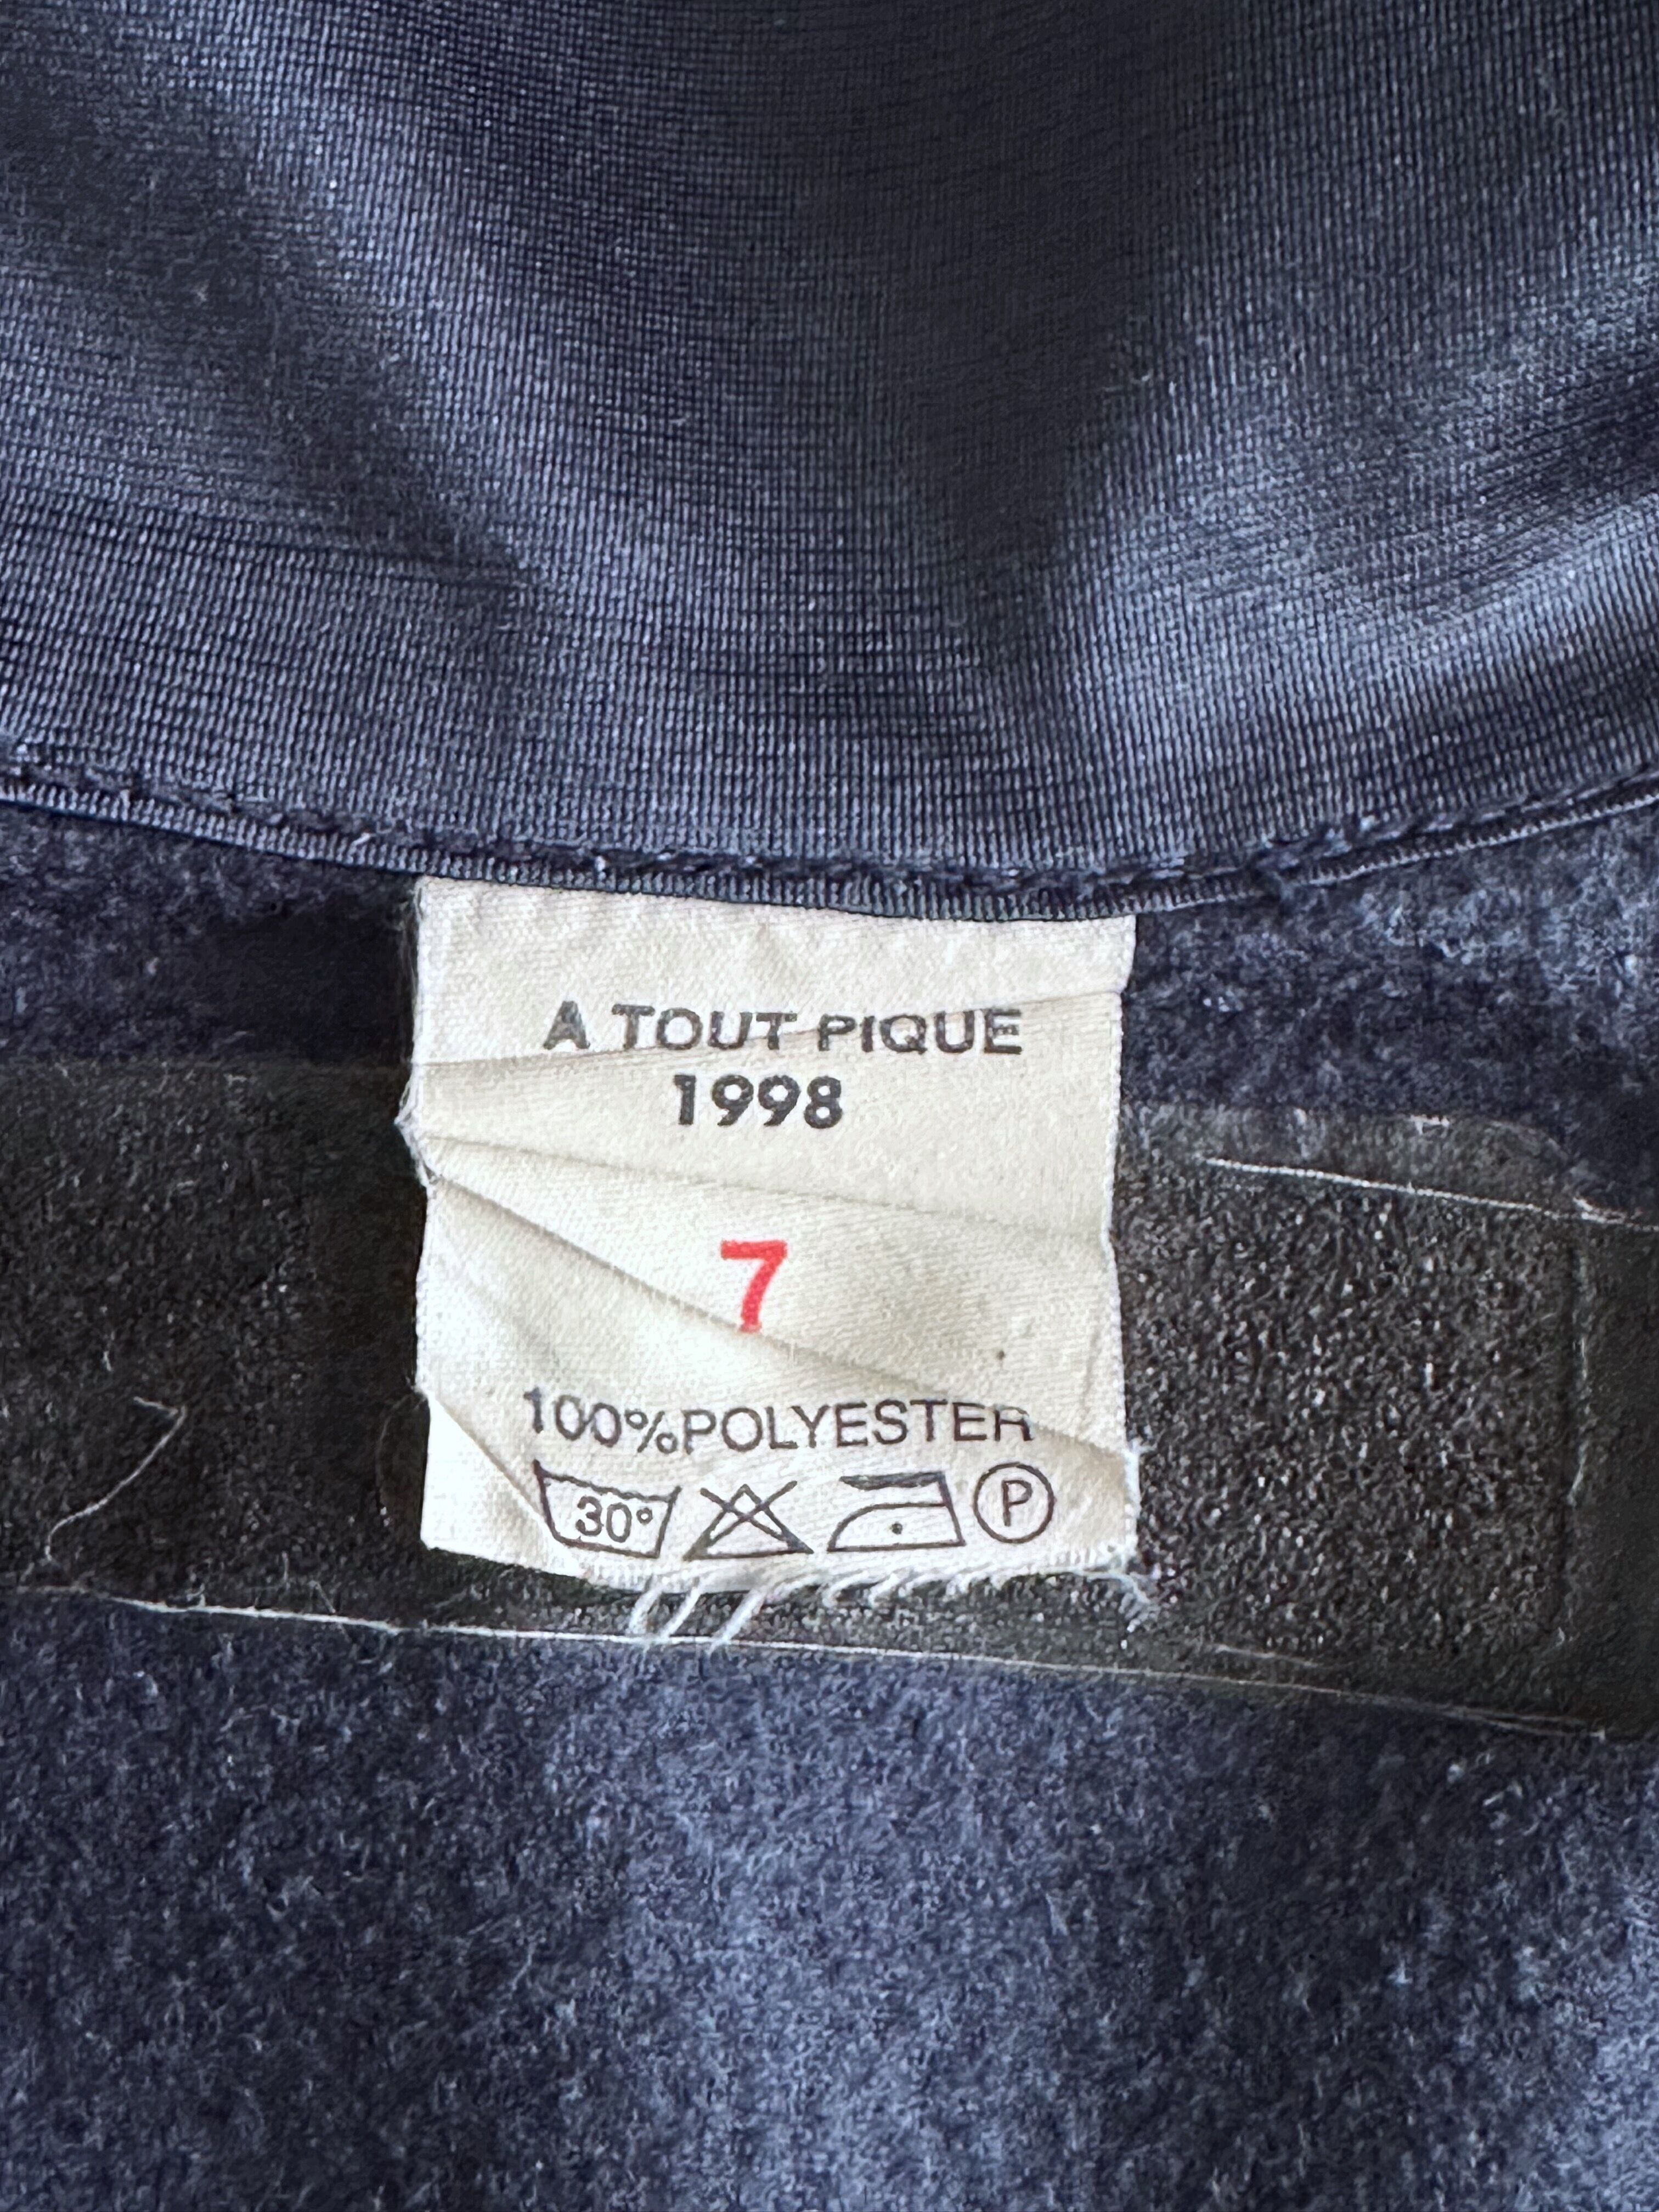 A TOUT PIQUE
1998
7
100%POLYESTER
30° P